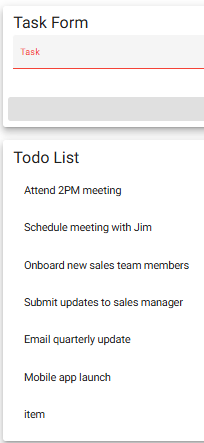 Task Form
Task
Todo List
Attend 2PM meeting
Schedule meeting with Jim
Onboard new sales team members
Submit updates to sales manager
Email quarterly update
Mobile app launch
item